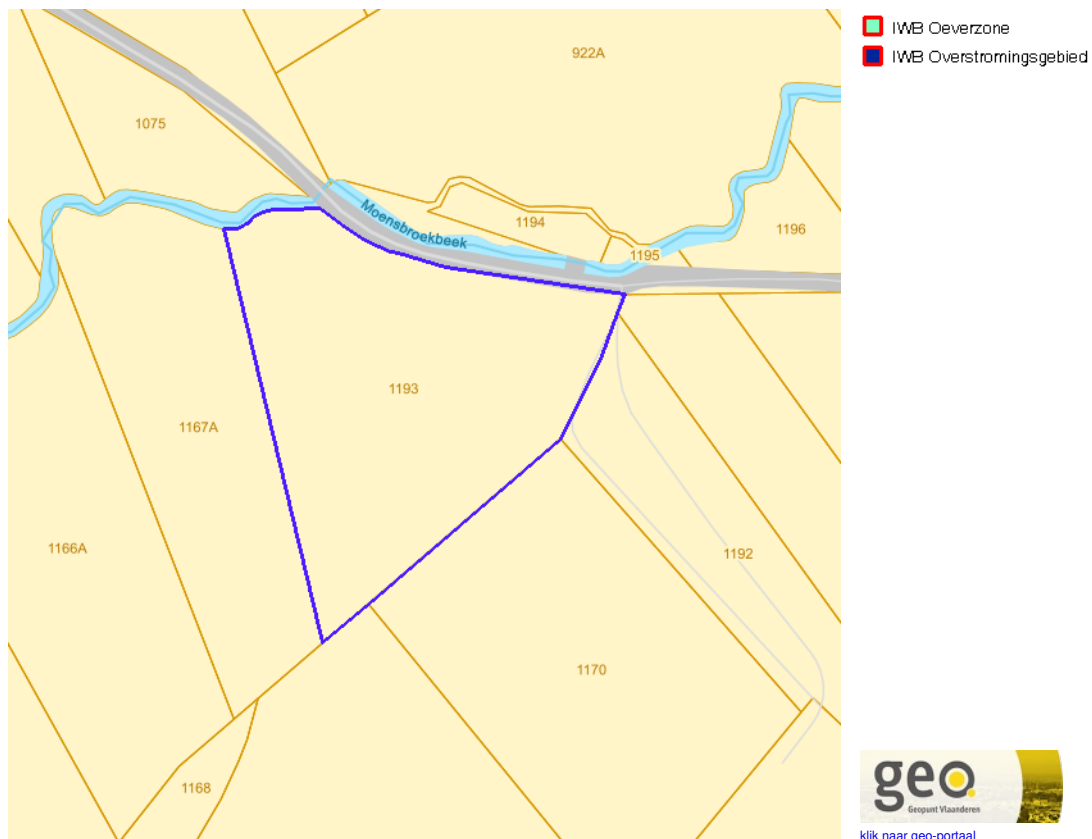 IWB Oeverzone
IWB Overstromingsgebied
922A
1075
Moensbroekbeek
1194
1195
1196
1193
1167A
1166A
1192
1170
1168
geo
Geopunt Vlaanderen
klik naar geo-portaal